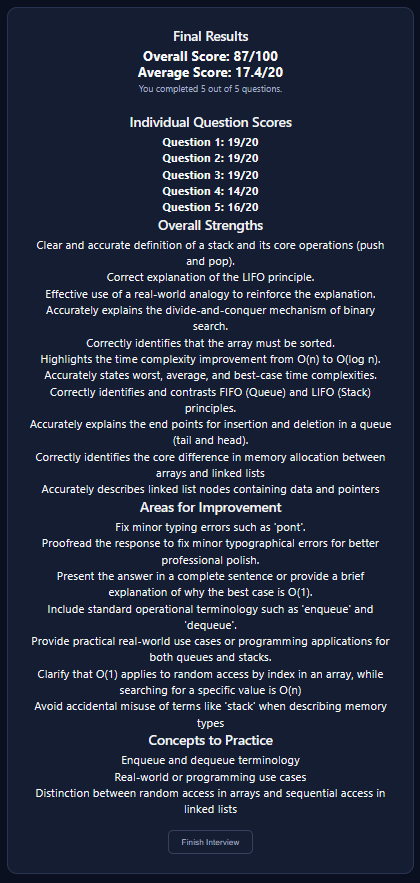 Final Results
Overall Score: 87/100
Average Score: 17.4/20
You completed 5 out of 5 questions.
Individual Question Scores
Question 1: 19/20
Question 2: 19/20
Question 3: 19/20
Question 4: 14/20
Question 5: 16/20
Overall Strengths
Clear and accurate definition of a stack and its core operations (push
and pop).
Correct explanation of the LIFO principle.
Effective use of a real-world analogy to reinforce the explanation.
Accurately explains the divide-and-conquer mechanism of binary
search.
Correctly identifies that the array must be sorted.
Highlights the time complexity improvement from O(n) to O(log n).
Accurately states worst, average, and best-case time complexities.
Correctly identifies and contrasts FIFO (Queue) and LIFO (Stack)
principles.
Accurately explains the end points for insertion and deletion in a queue
(tail and head).
Correctly identifies the core difference in memory allocation between
arrays and linked lists
Accurately describes linked list nodes containing data and pointers
Areas for Improvement
Fix minor typing errors such as 'pont'.
Proofread the response to fix minor typographical errors for better
professional polish.
Present the answer in a complete sentence or provide a brief
explanation of why the best case is O(1).
Include standard operational terminology such as 'enqueue' and
'dequeue'.
Provide practical real-world use cases or programming applications for
both queues and stacks.
Clarify that O(1) applies to random access by index in an array, while
searching for a specific value is O(n)
Avoid accidental misuse of terms like 'stack' when describing memory
types
Concepts to Practice
Enqueue and dequeue terminology
Real-world or programming use cases
Distinction between random access in arrays and sequential access in
linked lists
Finish Interview